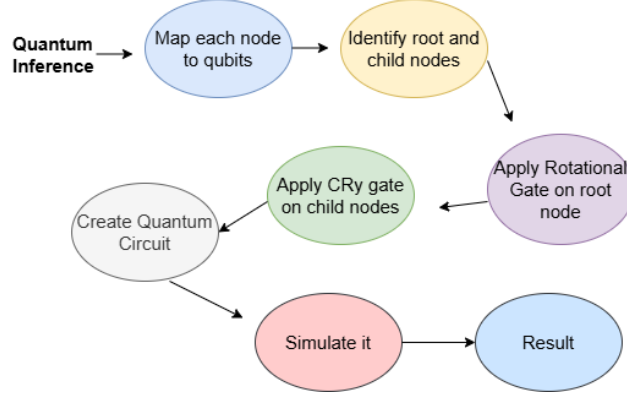 Quantum
Inference
Map each node
to qubits
Identify root and
child nodes
Apply Rotational
Gate on root
node
Apply CRy gate
on child nodes
Create Quantum
Circuit
Simulate it
Result